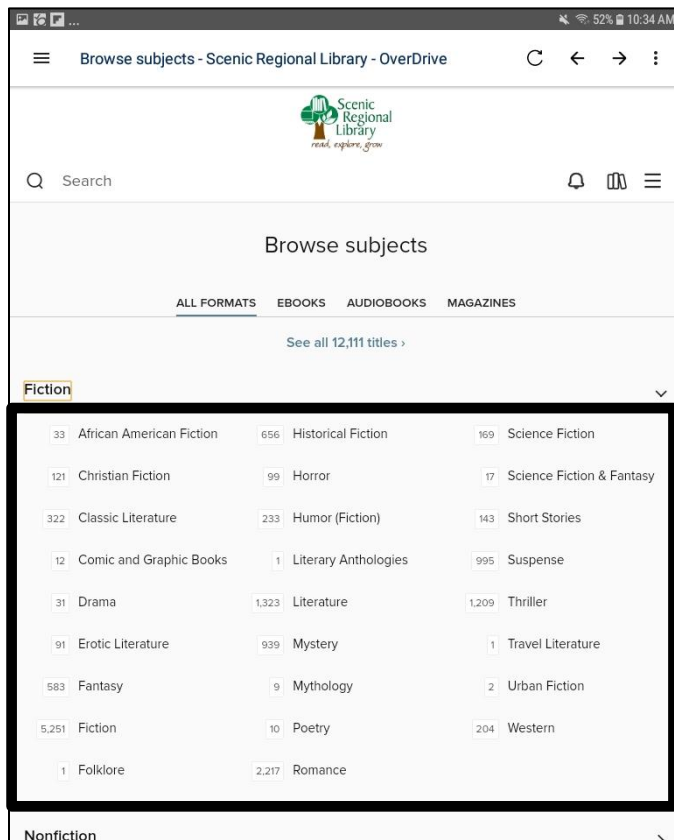 ... 52% 10:34 AM
Browse subjects - Scenic Regional Library - OverDrive
Scenic
Regional
Library
read, explore, grow
Search
Browse subjects
ALL FORMATS EBOOKS AUDIOBOOKS MAGAZINES
See all 12,111 titles ›
Fiction
33 African American Fiction 656 Historical Fiction 169 Science Fiction
121 Christian Fiction 99 Horror 17 Science Fiction & Fantasy
322 Classic Literature 233 Humor (Fiction) 143 Short Stories
12 Comic and Graphic Books 1 Literary Anthologies 995 Suspense
31 Drama 1,323 Literature 1,209 Thriller
91 Erotic Literature 939 Mystery 1 Travel Literature
583 Fantasy 9 Mythology 2 Urban Fiction
5,251 Fiction 10 Poetry 204 Western
1 Folklore 2,217 Romance
Nonfiction